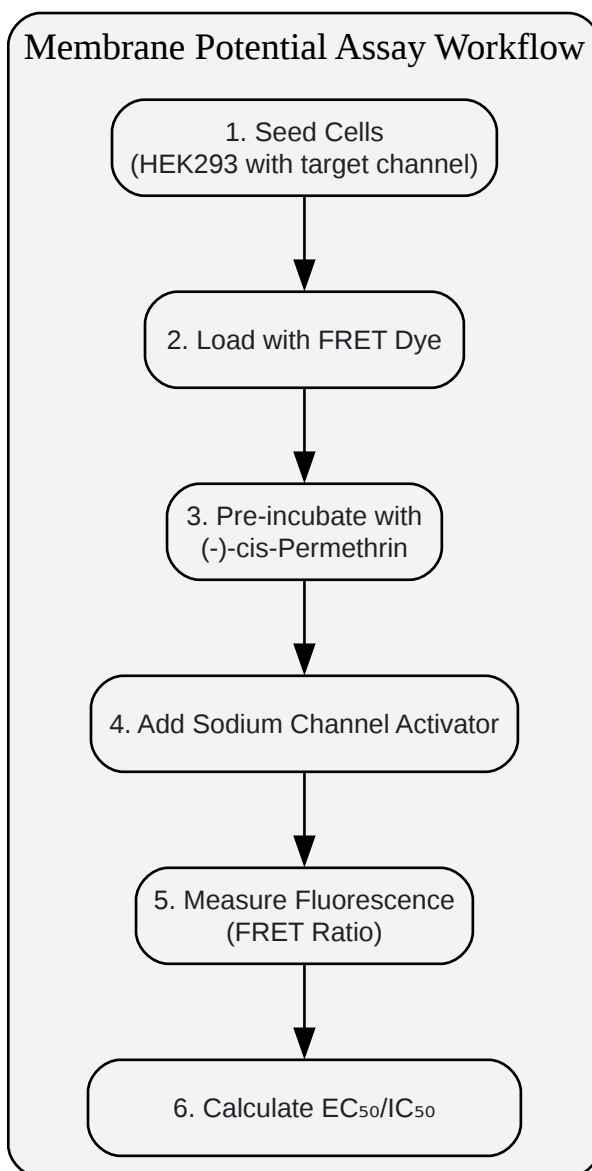 Membrane Potential Assay Workflow
1. Seed Cells
(HEK293 with target channel)
2. Load with FRET Dye
3. Pre-incubate with
(-)-cis-Permethrin
4. Add Sodium Channel Activator
5. Measure Fluorescence
(FRET Ratio)
6. Calculate EC₅₀/IC₅₀